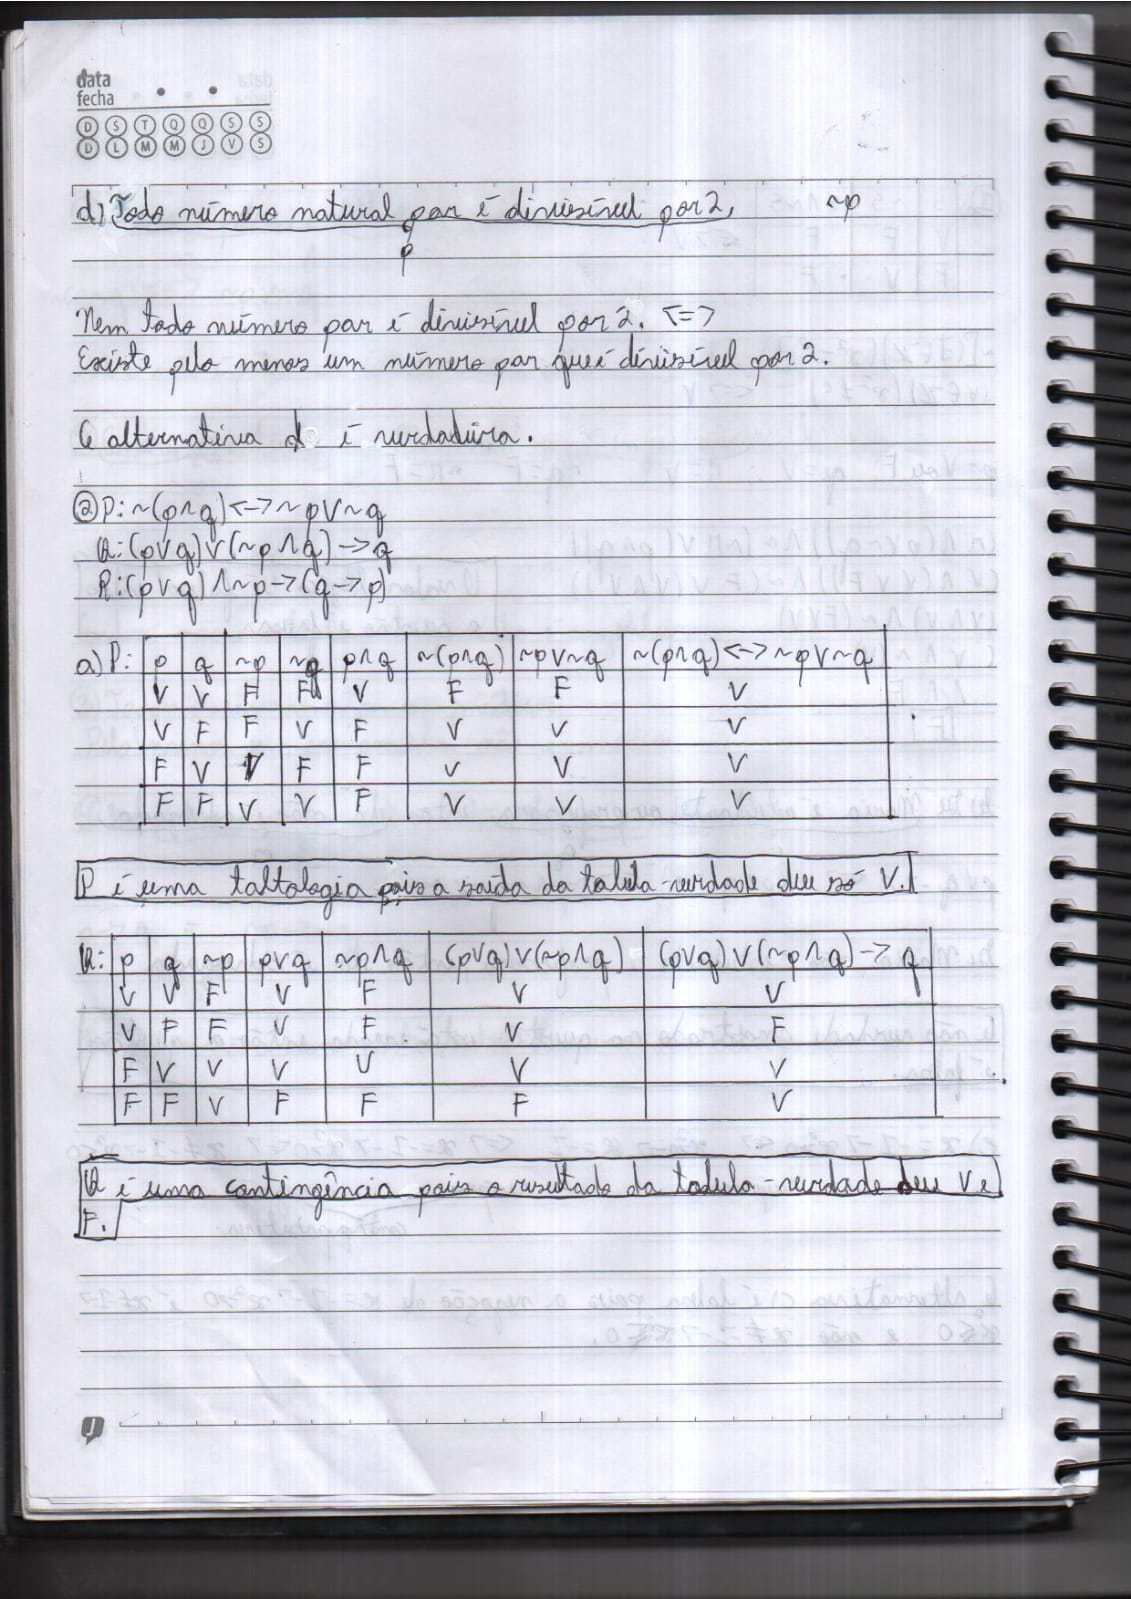 data
fecha
D S T Q Q S S
D L M M J V S
d) Todo número natural par é divisível por 2, ~p
p
Nem todo número par é divisível por 2. <=>
Existe pelo menos um número par que é divisível por 2.
A alternativa d é verdadeira.
② P: ~(p∧q) <-> ~p∨~q
Q: (p∨q)∨(~p∧q) -> q
R: (p∨q)∧~p -> (q->p)
a) P: p q ~p ~q p∧q ~(p∧q) ~p∨~q ~(p∧q) <-> ~p∨~q
V V F F V F F V
V F F V F V V V
F V V F F V V V
F F V V F V V V
P é uma taltologia pois a saída da tabela-verdade deu só V.
Q: p q ~p p∨q ~p∧q (p∨q)∨(~p∧q) (p∨q)∨(~p∧q) -> q
V V F V F V V
V F F V F V F
F V V V V V V
F F V F F F V
Q é uma contingência pois o resultado da tabela-verdade deu V e
F.